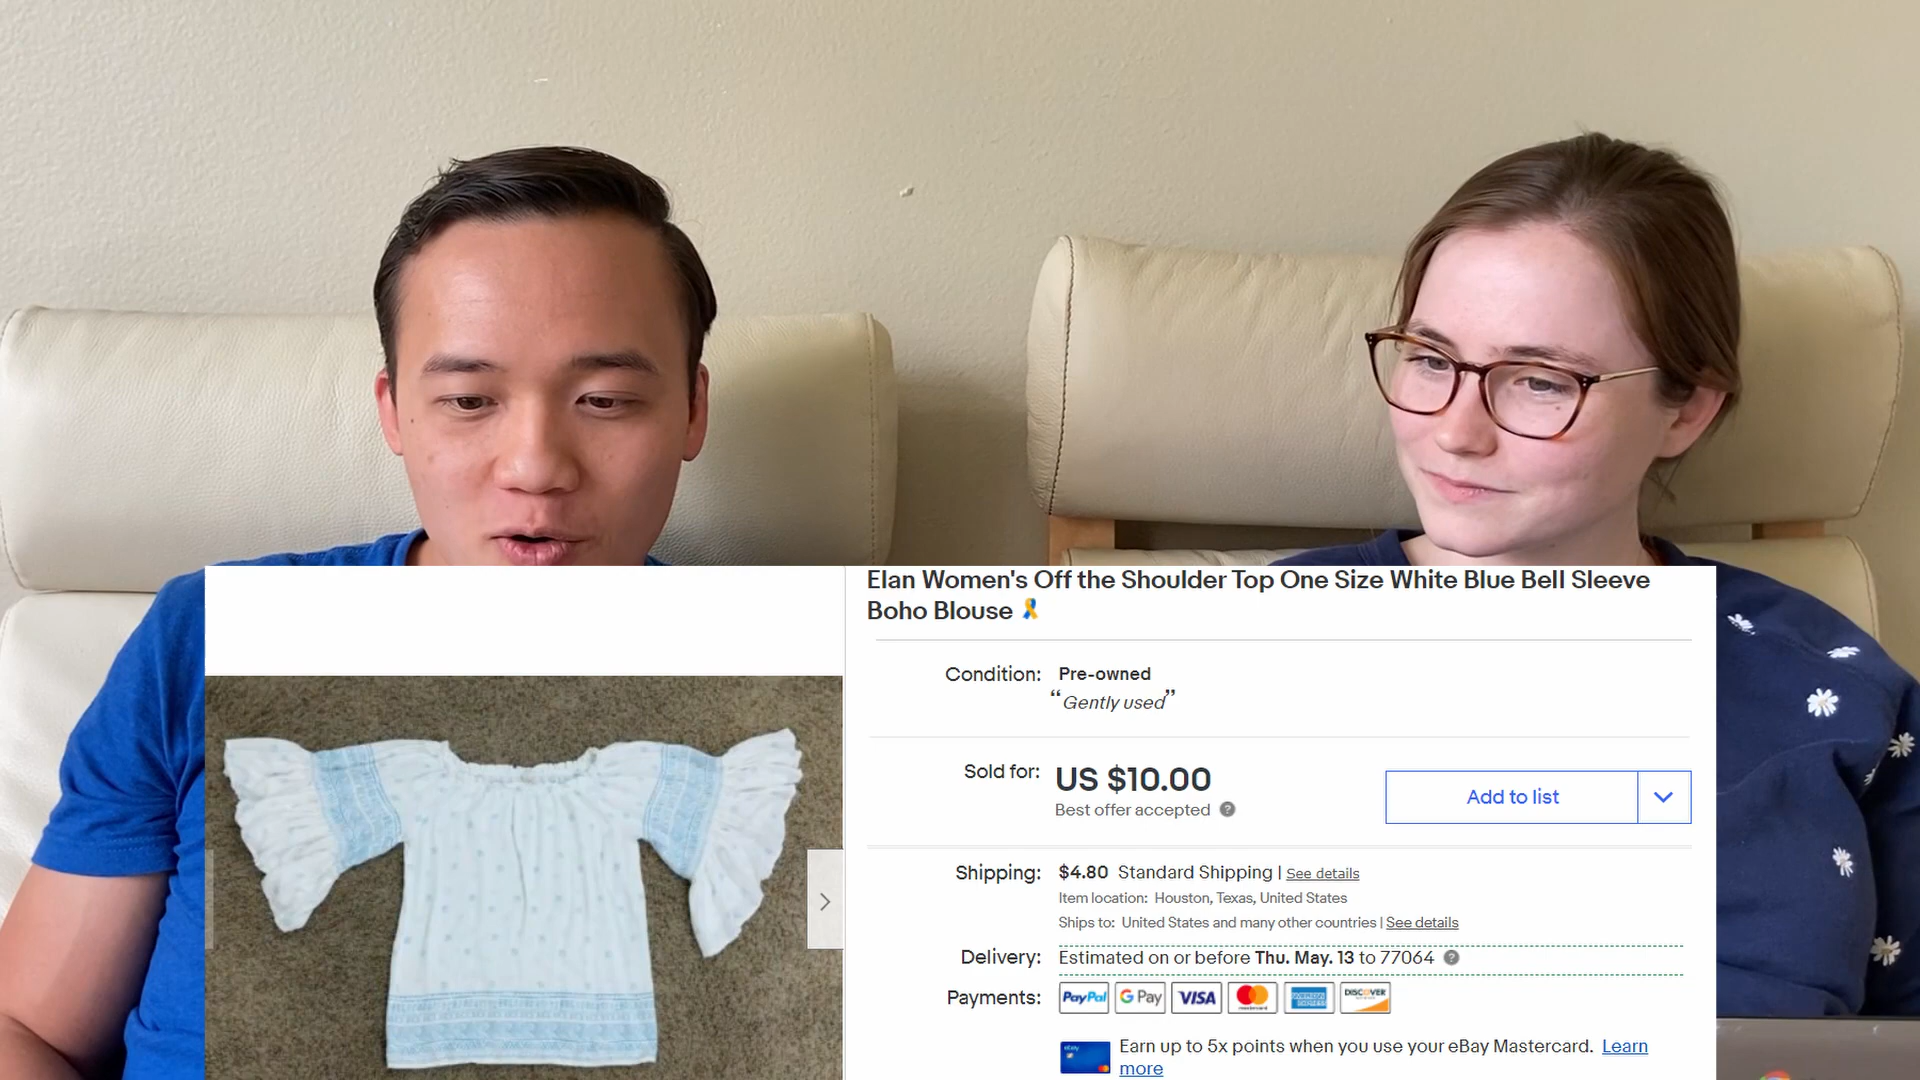 Elan Women's Off the Shoulder Top One Size White Blue Bell Sleeve
Boho Blouse
Condition: Pre-owned
“Gently used”
Sold for: US $10.00
Best offer accepted ?
Add to list
Shipping: $4.80 Standard Shipping | See details
Item location: Houston, Texas, United States
Ships to: United States and many other countries | See details
Delivery: Estimated on or before Thu. May. 13 to 77064 ?
Payments: PayPal G Pay VISA mastercard AMERICAN EXPRESS DISCOVER
ebay
Earn up to 5x points when you use your eBay Mastercard. Learn
more